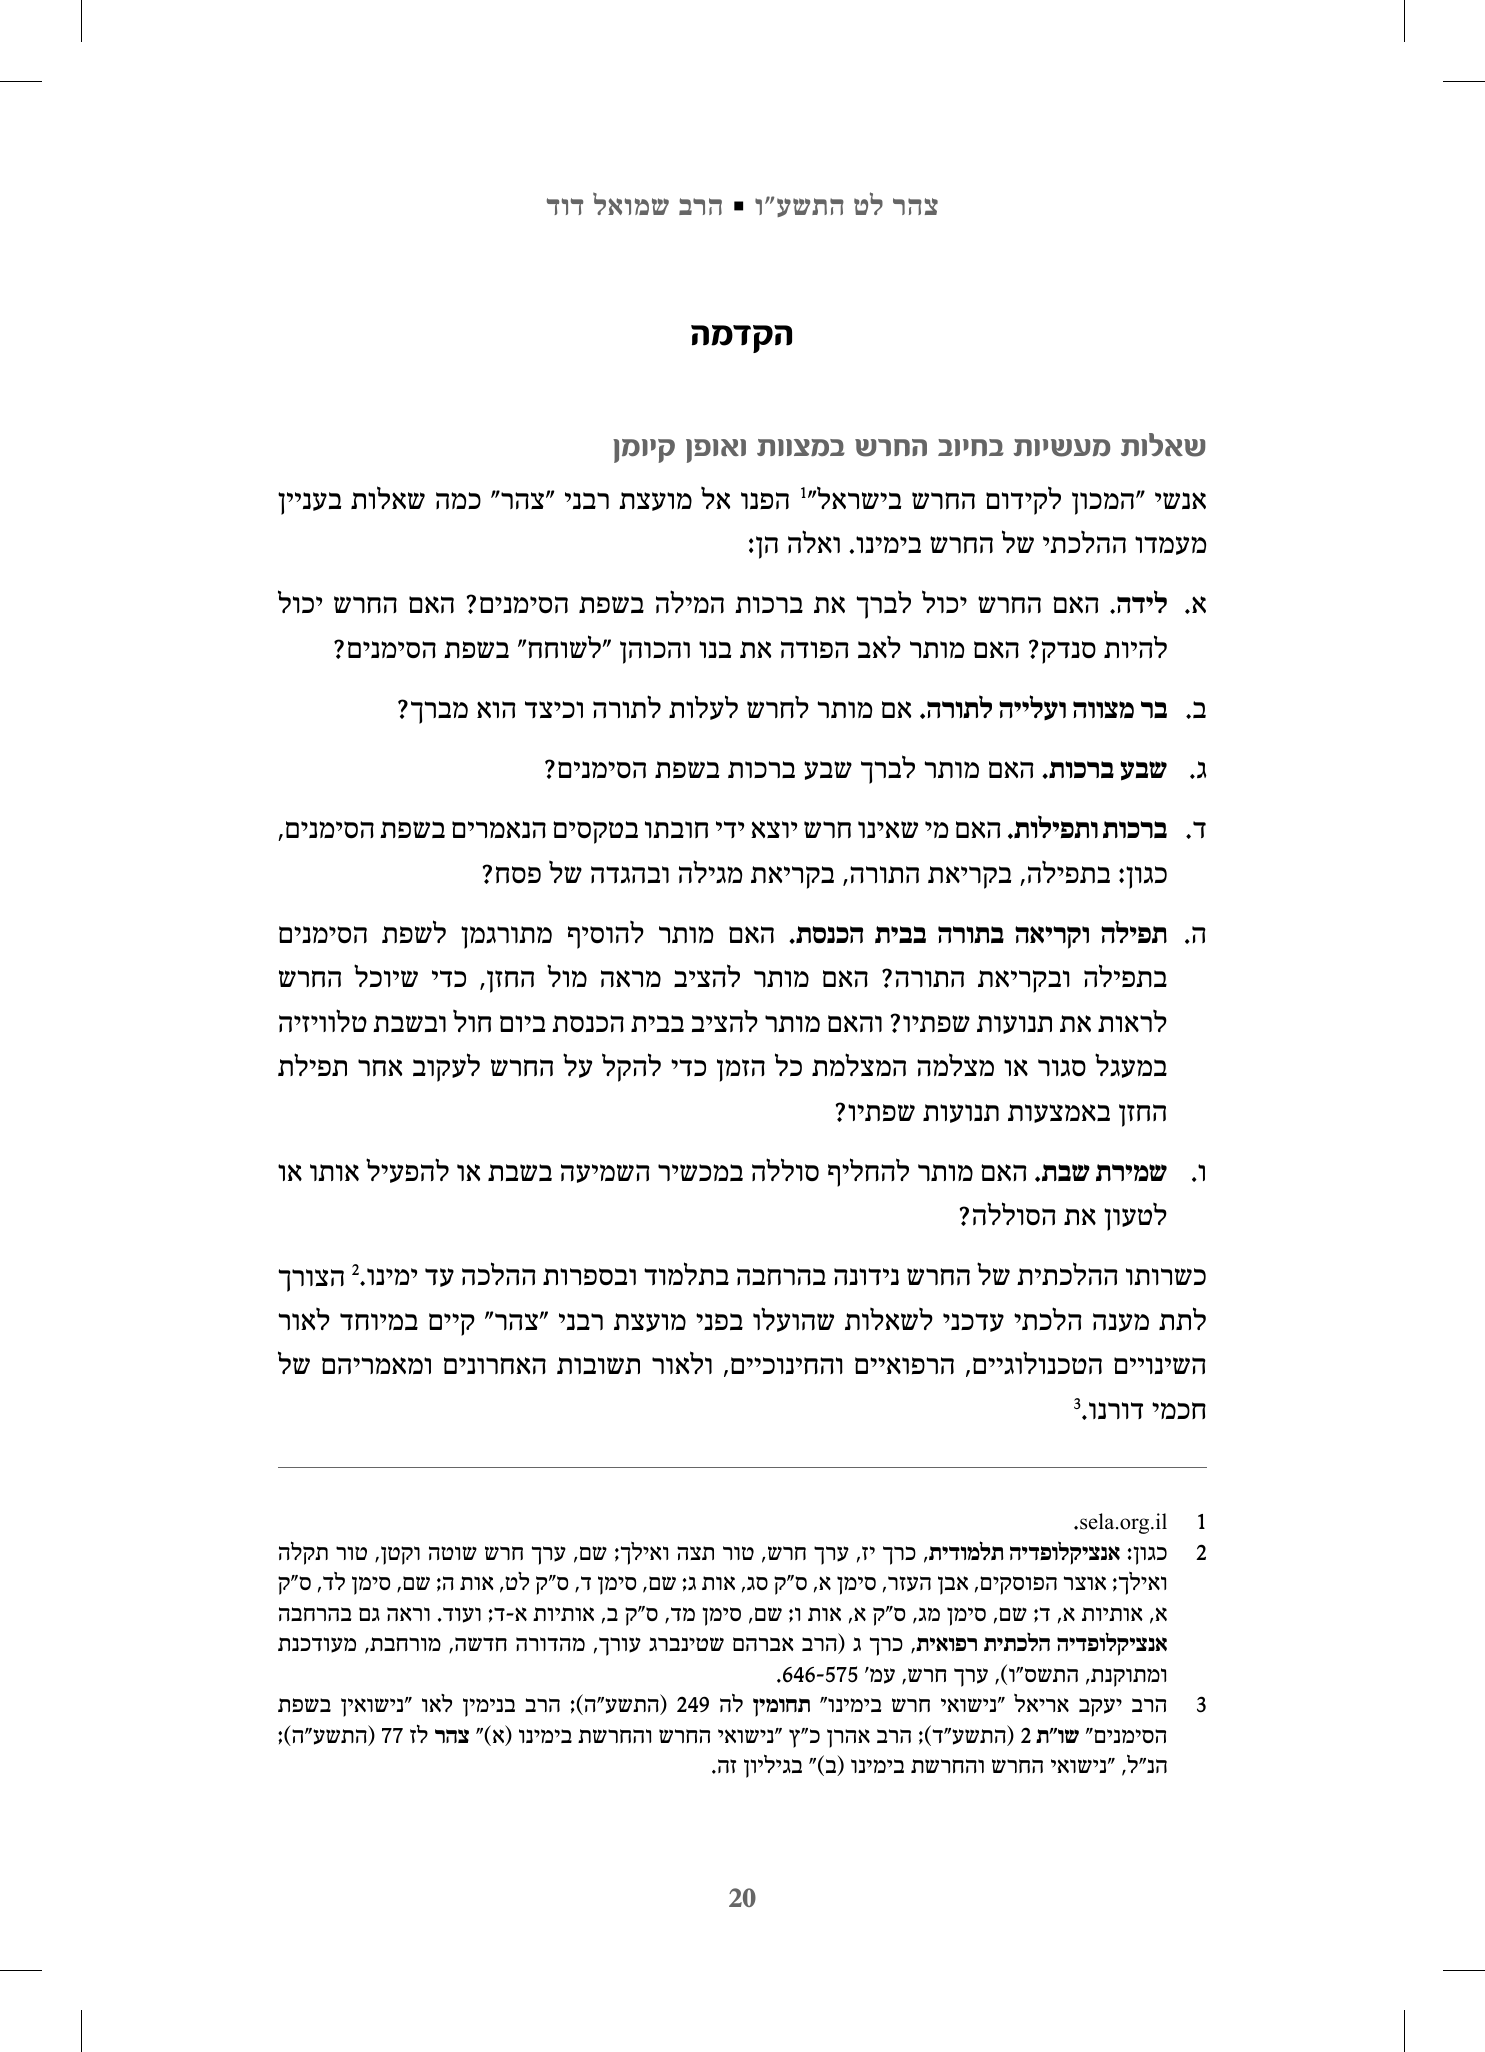 צהר לט התשע"ו ▪ הרב שמואל דוד
הקדמה
שאלות מעשיות בחיוב החרש במצוות ואופן קיומן
אנשי "המכון לקידום החרש בישראל"1 הפנו אל מועצת רבני "צהר" כמה שאלות בעניין
מעמדו ההלכתי של החרש בימינו. ואלה הן:
א. לידה. האם החרש יכול לברך את ברכות המילה בשפת הסימנים? האם החרש יכול
להיות סנדק? האם מותר לאב הפודה את בנו והכוהן "לשוחח" בשפת הסימנים?
ב. בר מצווה ועלייה לתורה. אם מותר לחרש לעלות לתורה וכיצד הוא מברך?
ג. שבע ברכות. האם מותר לברך שבע ברכות בשפת הסימנים?
ד. ברכות ותפילות. האם מי שאינו חרש יוצא ידי חובתו בטקסים הנאמרים בשפת הסימנים,
כגון: בתפילה, בקריאת התורה, בקריאת מגילה ובהגדה של פסח?
ה. תפילה וקריאה בתורה בבית הכנסת. האם מותר להוסיף מתורגמן לשפת הסימנים
בתפילה ובקריאת התורה? האם מותר להציב מראה מול החזן, כדי שיוכל החרש
לראות את תנועות שפתיו? והאם מותר להציב בבית הכנסת ביום חול ובשבת טלוויזיה
במעגל סגור או מצלמה המצלמת כל הזמן כדי להקל על החרש לעקוב אחר תפילת
החזן באמצעות תנועות שפתיו?
ו. שמירת שבת. האם מותר להחליף סוללה במכשיר השמיעה בשבת או להפעיל אותו או
לטעון את הסוללה?
כשרותו ההלכתית של החרש נידונה בהרחבה בתלמוד ובספרות ההלכה עד ימינו.2 הצורך
לתת מענה הלכתי עדכני לשאלות שהועלו בפני מועצת רבני "צהר" קיים במיוחד לאור
השינויים הטכנולוגיים, הרפואיים והחינוכיים, ולאור תשובות האחרונים ומאמריהם של
חכמי דורנו.3
1 sela.org.il.
2 כגון: אנציקלופדיה תלמודית, כרך יז, ערך חרש, טור תצה ואילך; שם, ערך חרש שוטה וקטן, טור תקלה
ואילך; אוצר הפוסקים, אבן העזר, סימן א, ס"ק סג, אות ג; שם, סימן ד, ס"ק לט, אות ה; שם, סימן לד, ס"ק
א, אותיות א, ד; שם, סימן מג, ס"ק א, אות ו; שם, סימן מד, ס"ק ב, אותיות א-ד; ועוד. וראה גם בהרחבה
אנציקלופדיה הלכתית רפואית, כרך ג (הרב אברהם שטינברג עורך, מהדורה חדשה, מורחבת, מעודכנת
ומתוקנת, התשס"ו), ערך חרש, עמ' 575-646.
3 הרב יעקב אריאל "נישואי חרש בימינו" תחומין לה 249 (התשע"ה); הרב בנימין לאו "נישואין בשפת
הסימנים" שו"ת 2 (התשע"ד); הרב אהרן כ"ץ "נישואי החרש והחרשת בימינו (א)" צהר לז 77 (התשע"ה);
הנ"ל, "נישואי החרש והחרשת בימינו (ב)" בגיליון זה.
20